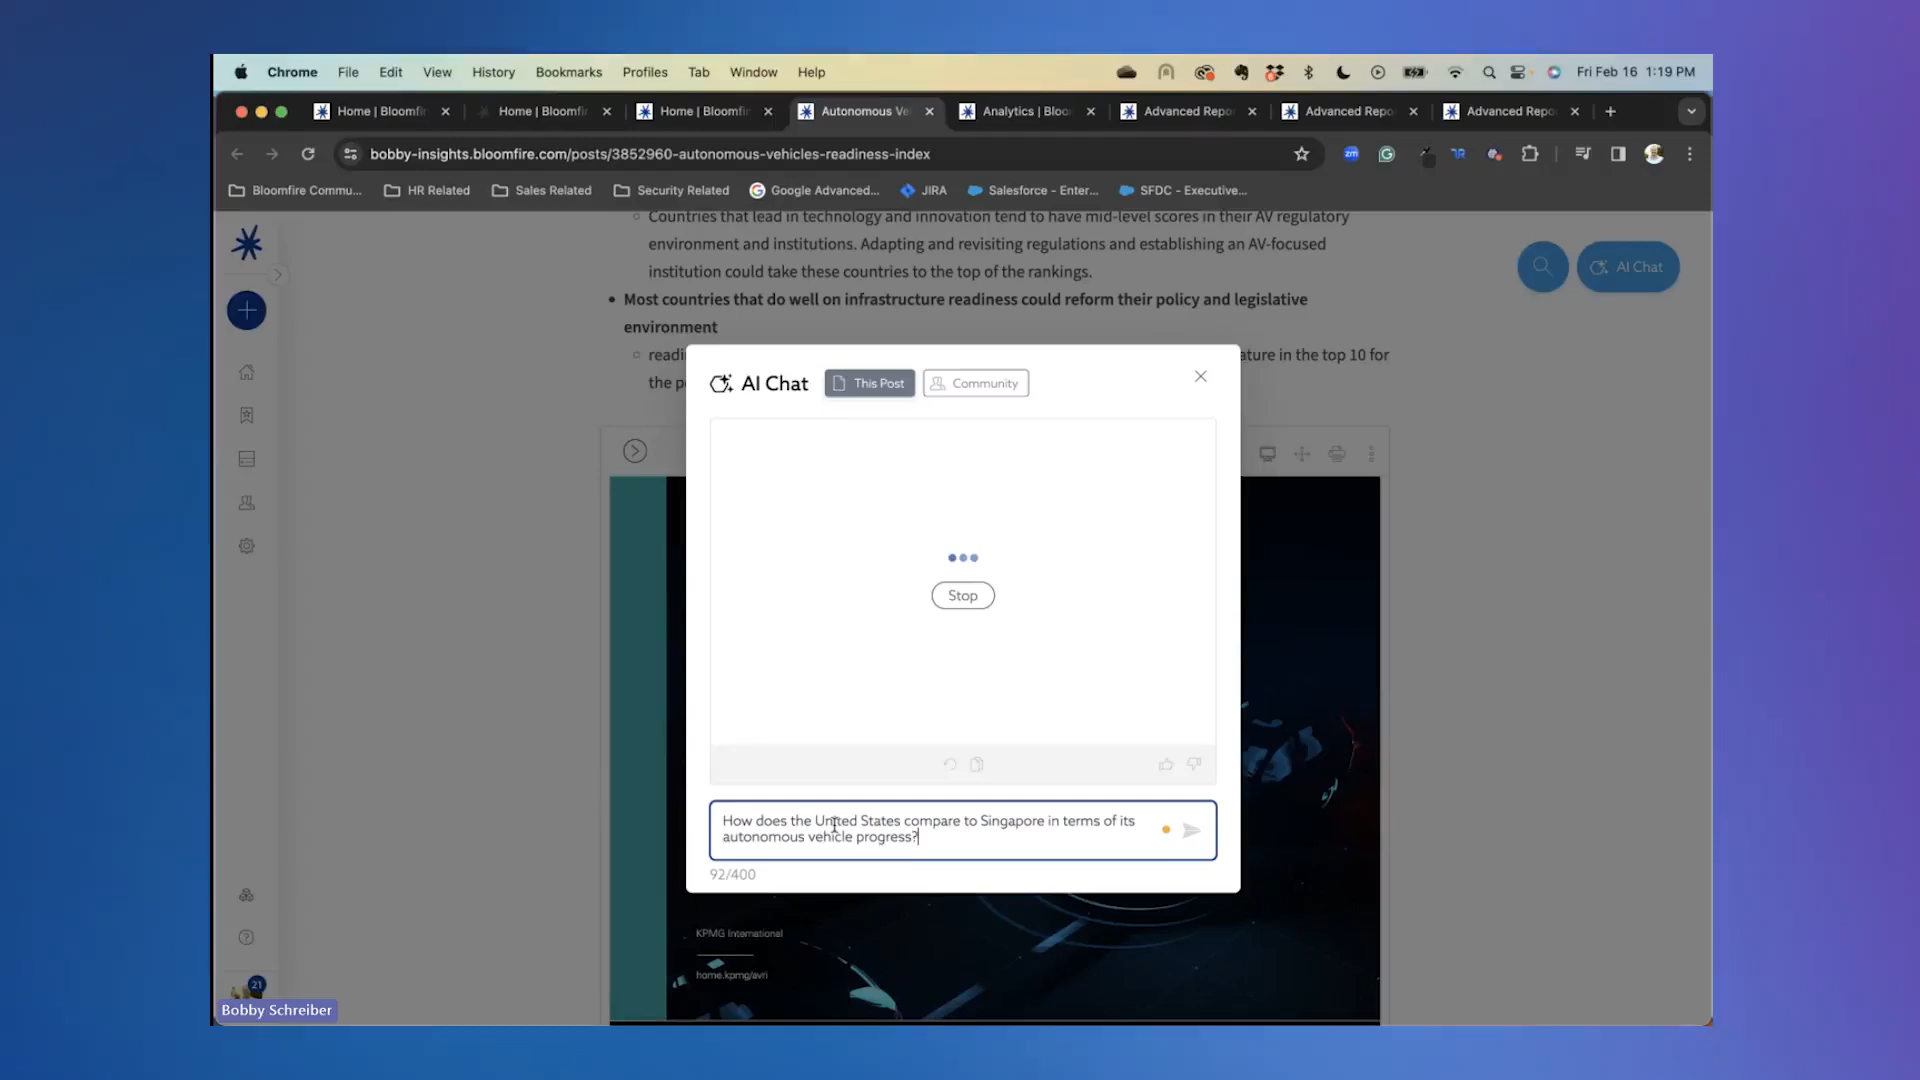 Chrome File Edit View History Bookmarks Profiles Tab Window Help Fri Feb 16 1:19 PM
Home | Bloomfir Home | Bloomfir Home | Bloomfir Autonomous Ve Analytics | Bloo Advanced Repo Advanced Repo Advanced Repo
bobby-insights.bloomfire.com/posts/3852960-autonomous-vehicles-readiness-index
Bloomfire Commu... HR Related Sales Related Security Related Google Advanced... JIRA Salesforce - Enter... SFDC - Executive...
Countries that lead in technology and innovation tend to have mid-level scores in their AV regulatory
environment and institutions. Adapting and revisiting regulations and establishing an AV-focused
institution could take these countries to the top of the rankings.
AI Chat
Most countries that do well on infrastructure readiness could reform their policy and legislative
environment
readi ature in the top 10 for
the p
AI Chat This Post Community
Stop
How does the United States compare to Singapore in terms of its
autonomous vehicle progress?
92/400
KPMG International
home.kpmg/avri
21
Bobby Schreiber